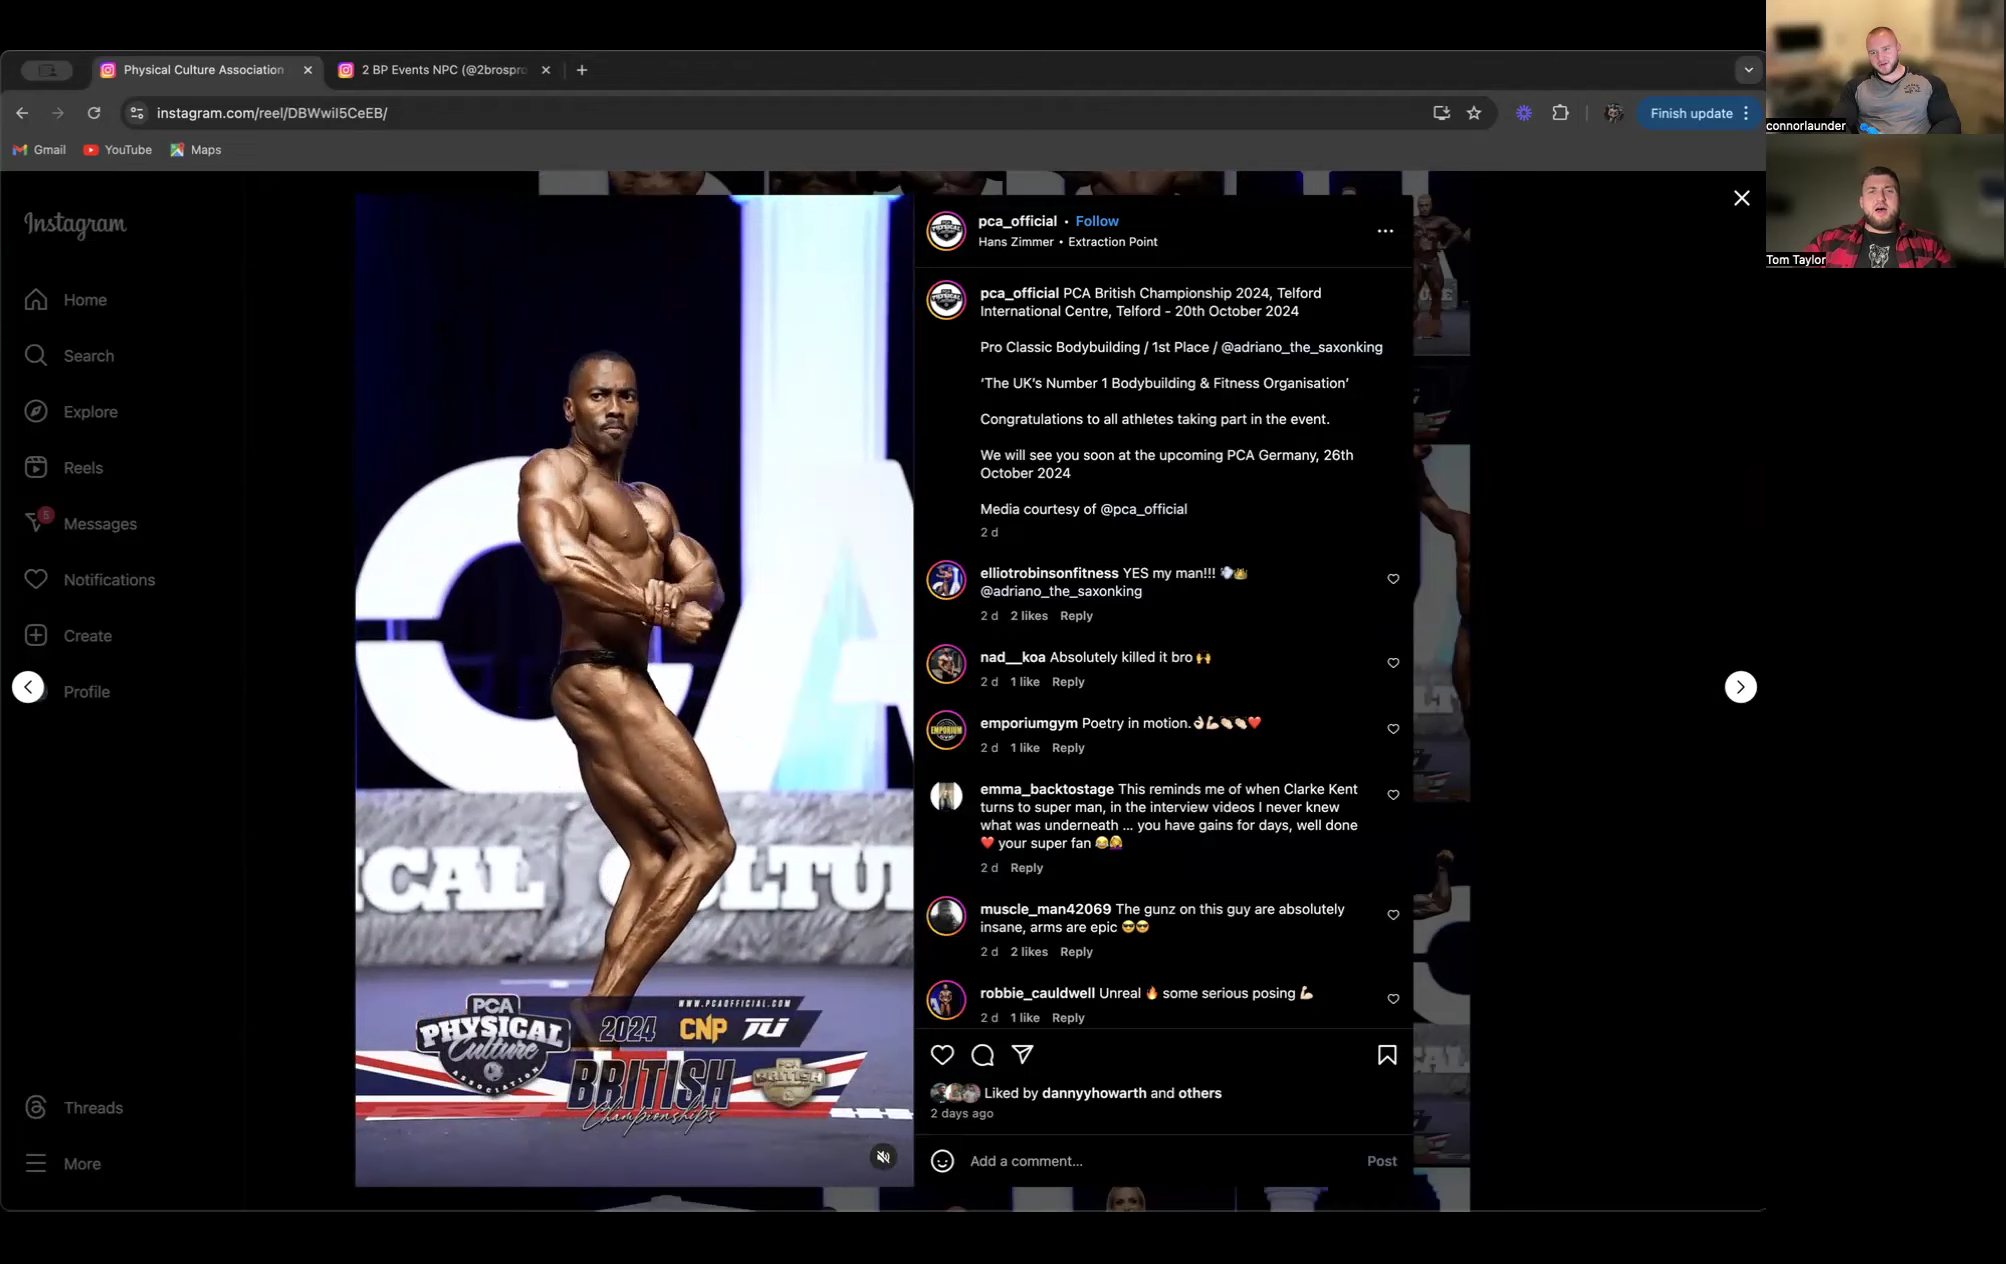 Physical Culture Association
2 BP Events NPC (@2brospro
instagram.com/reel/DBWwil5CeEB/
Finish update
Gmail
YouTube
Maps
connorlaunder
Tom Taylor
Instagram
Home
Search
Explore
Reels
5
Messages
Notifications
Create
Profile
Threads
More
CA
ICAL CULTU
WWW.PCAOFFICIAL.COM
PCA
PHYSICAL
Culture
ASSOCIATION
2024 CNP
BRITISH
Championships
pca_official • Follow
Hans Zimmer • Extraction Point
pca_official PCA British Championship 2024, Telford
International Centre, Telford - 20th October 2024
Pro Classic Bodybuilding / 1st Place / @adriano_the_saxonking
‘The UK’s Number 1 Bodybuilding & Fitness Organisation’
Congratulations to all athletes taking part in the event.
We will see you soon at the upcoming PCA Germany, 26th
October 2024
Media courtesy of @pca_official
2 d
elliotrobinsonfitness YES my man!!! 💨👑
@adriano_the_saxonking
2 d 2 likes Reply
nad__koa Absolutely killed it bro 🙌
2 d 1 like Reply
EMPORIUM
emporiumgym Poetry in motion.👌💪👏👏❤️
2 d 1 like Reply
emma_backtostage This reminds me of when Clarke Kent
turns to super man, in the interview videos I never knew
what was underneath ... you have gains for days, well done
❤️ your super fan 😂🤦‍♀️
2 d Reply
muscle_man42069 The gunz on this guy are absolutely
insane, arms are epic 😎😎
2 d 2 likes Reply
robbie_cauldwell Unreal 🔥 some serious posing 💪
2 d 1 like Reply
Liked by dannyyhowarth and others
2 days ago
Add a comment...
Post